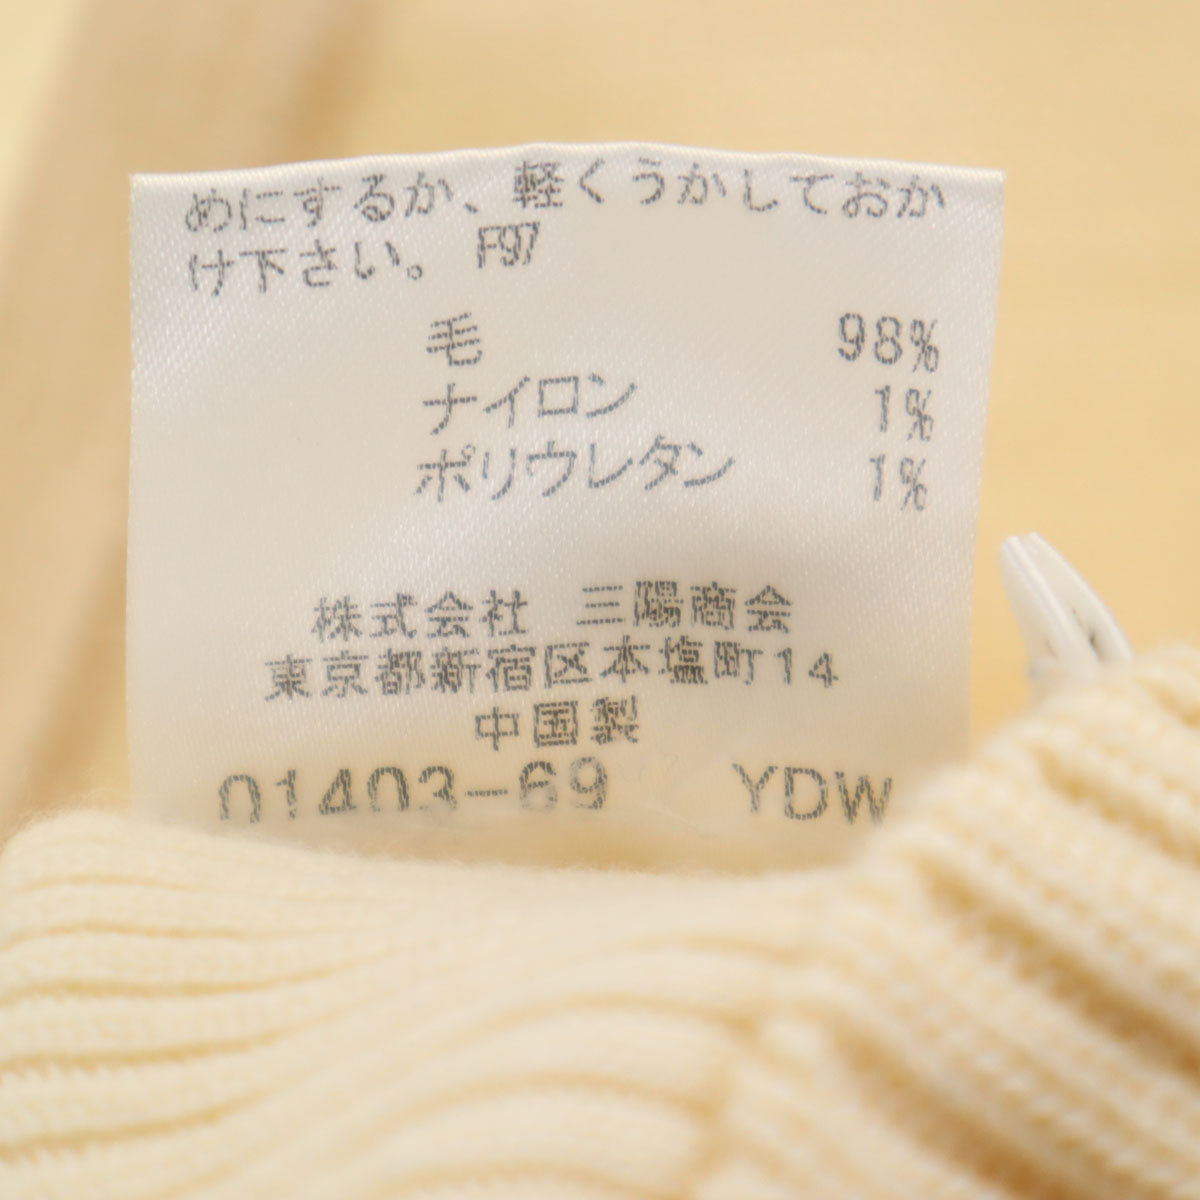 めにするか、軽くうかしておか
け下さい。 F97
毛 98%
ナイロン 1%
ポリウレタン 1%
株式会社 三陽商会
東京都新宿区本塩町14
中国製
01403-69 YDW